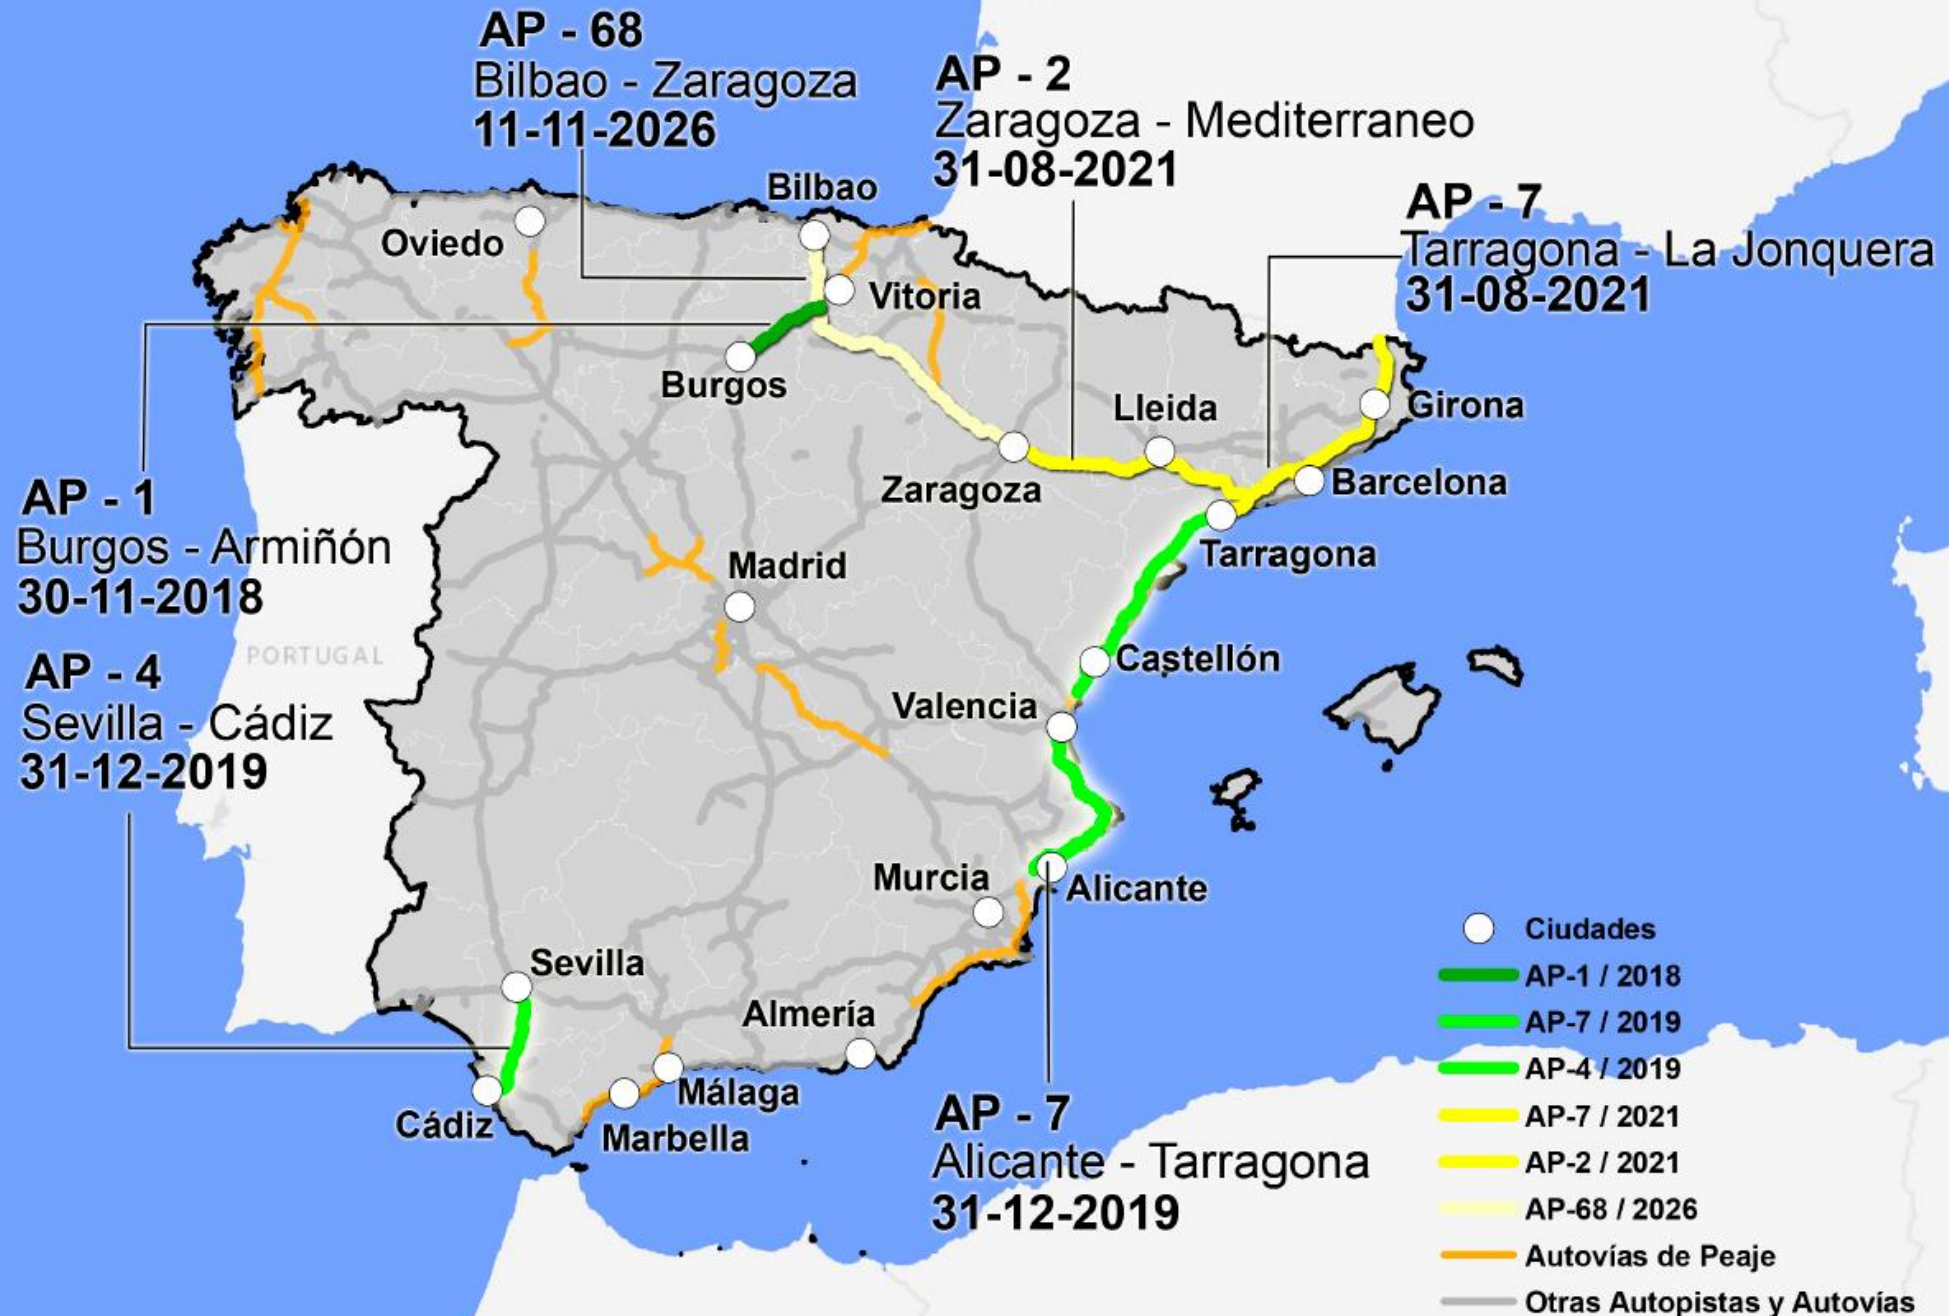 AP - 68
Bilbao - Zaragoza
11-11-2026
AP - 2
Zaragoza - Mediterraneo
31-08-2021
AP - 7
Tarragona - La Jonquera
31-08-2021
Bilbao
Oviedo
Vitoria
Burgos
Lleida
Girona
Zaragoza
Barcelona
AP - 1
Burgos - Armiñón
30-11-2018
Tarragona
Madrid
PORTUGAL
AP - 4
Sevilla - Cádiz
31-12-2019
Castellón
Valencia
Murcia
Alicante
Sevilla
Almería
Málaga
Cádiz
Marbella
AP - 7
Alicante - Tarragona
31-12-2019
Ciudades
AP-1 / 2018
AP-7 / 2019
AP-4 / 2019
AP-7 / 2021
AP-2 / 2021
AP-68 / 2026
Autovías de Peaje
Otras Autopistas y Autovías